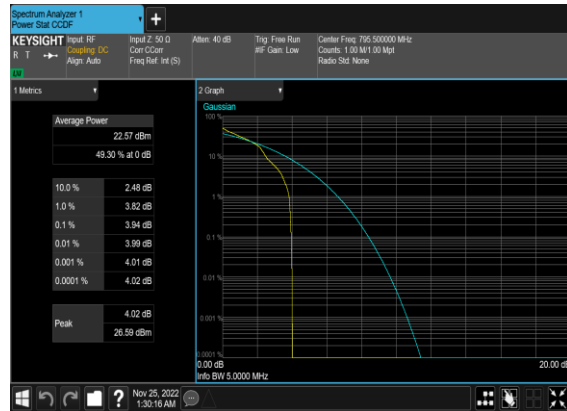 Spectrum Analyzer 1
Power Stat CCDF
KEYSIGHT
R T
Input: RF
Coupling: DC
Align: Auto
Input Z: 50 Ω
Corr CCorr
Freq Ref: Int (S)
Atten: 40 dB
Trig: Free Run
#IF Gain: Low
Center Freq: 795.500000 MHz
Counts: 1.00 M/1.00 Mpt
Radio Std: None
1 Metrics
Average Power
22.57 dBm
49.30 % at 0 dB
10.0 % 2.48 dB
1.0 % 3.82 dB
0.1 % 3.94 dB
0.01 % 3.99 dB
0.001 % 4.01 dB
0.0001 % 4.02 dB
Peak
4.02 dB
26.59 dBm
2 Graph
Gaussian
100 %
10 %
1 %
0.1 %
0.01 %
0.001 %
0.0001 %
0.00 dB
20.00 dB
Info BW 5.0000 MHz
?
Nov 25, 2022
1:30:16 AM